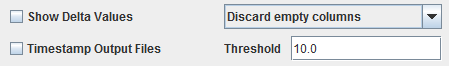 Show Delta Values Discard empty columns
Timestamp Output Files Threshold 10.0